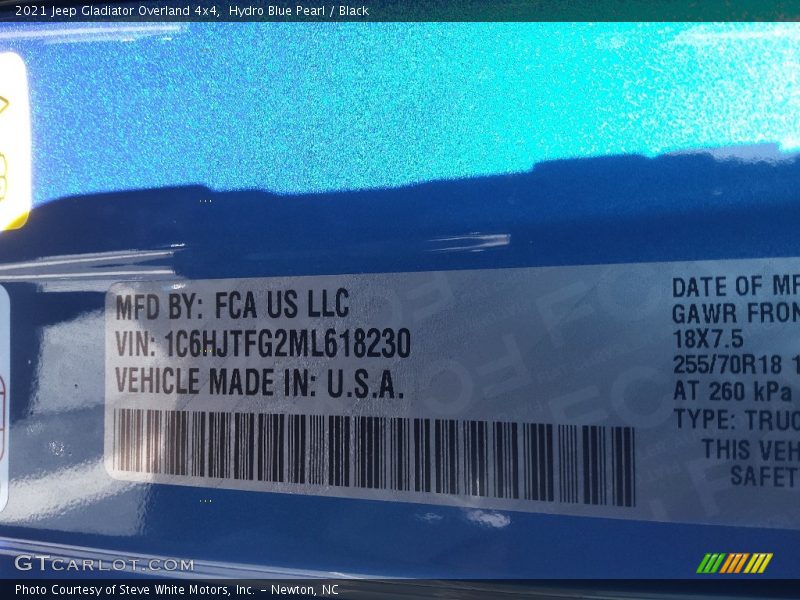 2021 Jeep Gladiator Overland 4x4, Hydro Blue Pearl / Black
MFD BY: FCA US LLC
VIN: 1C6HJTFG2ML618230
VEHICLE MADE IN: U.S.A.
DATE OF MF
GAWR FRON
18X7.5
255/70R18 1
AT 260 kPa
TYPE: TRUC
THIS VEH
SAFET
GTCARLOT.COM
Photo Courtesy of Steve White Motors, Inc. – Newton, NC